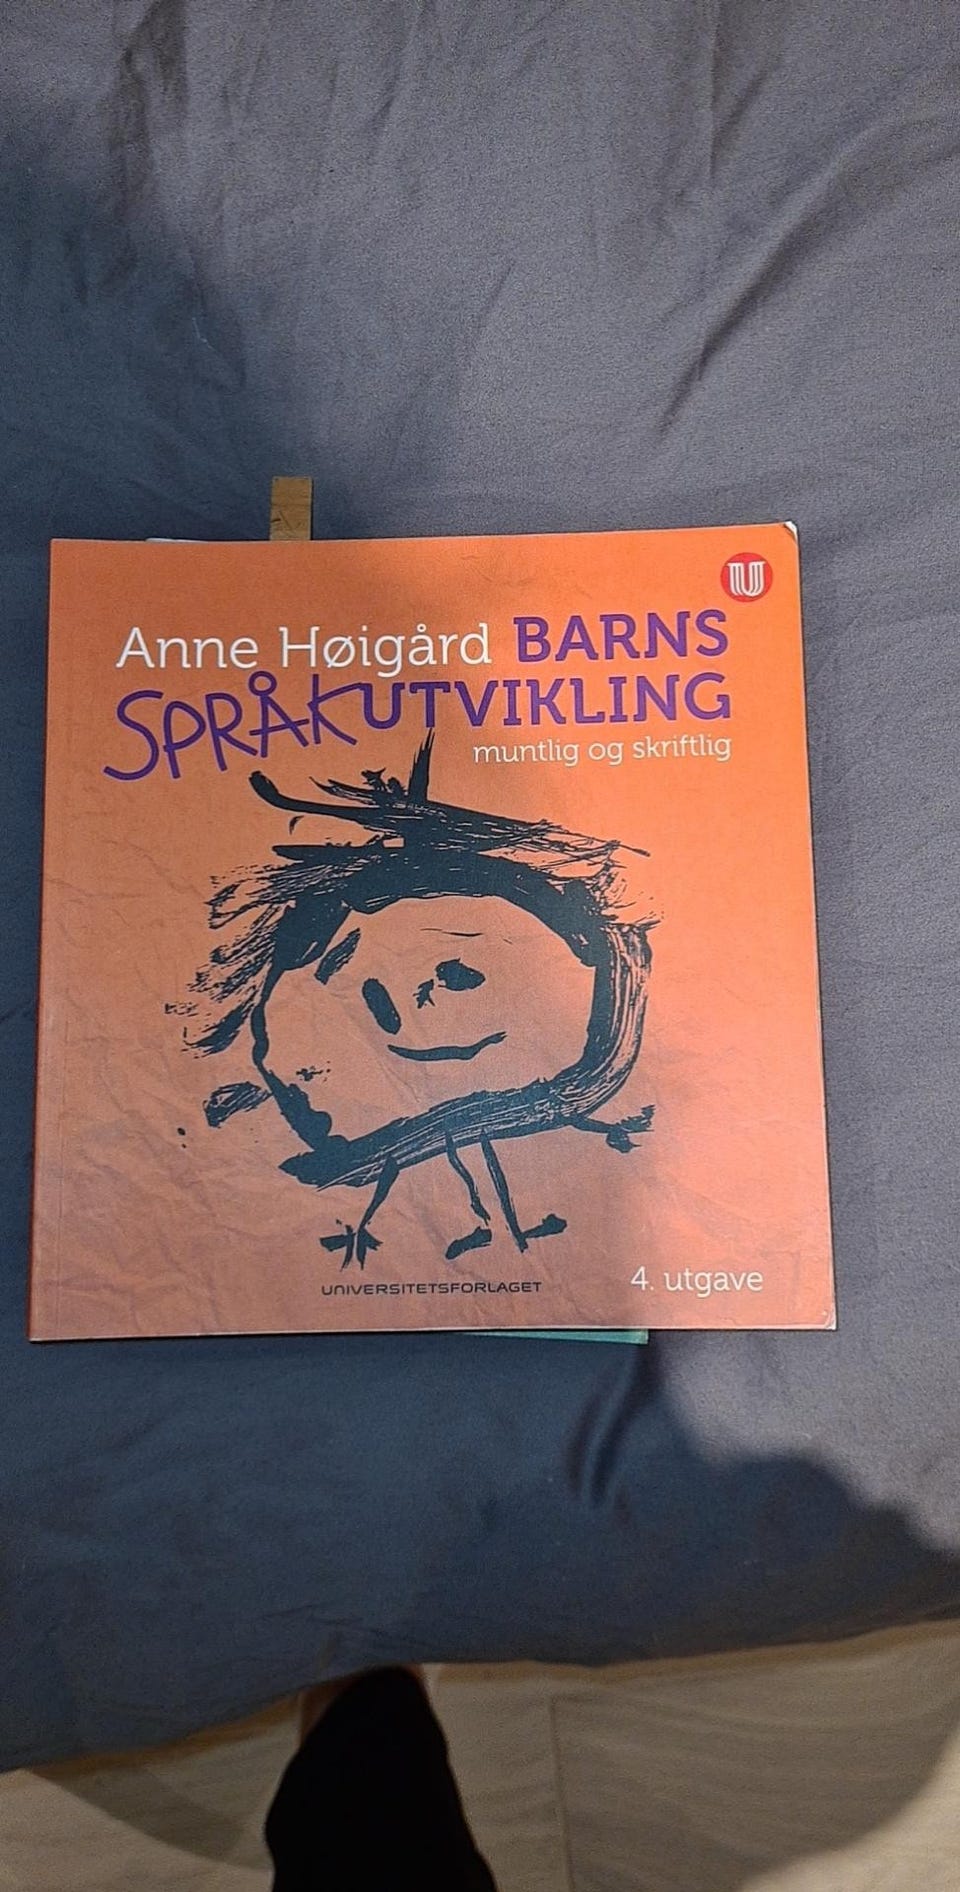 U
Anne Høigård BARNS
SPRÅKUTVIKLING
muntlig og skriftlig
UNIVERSITETSFORLAGET
4. utgave